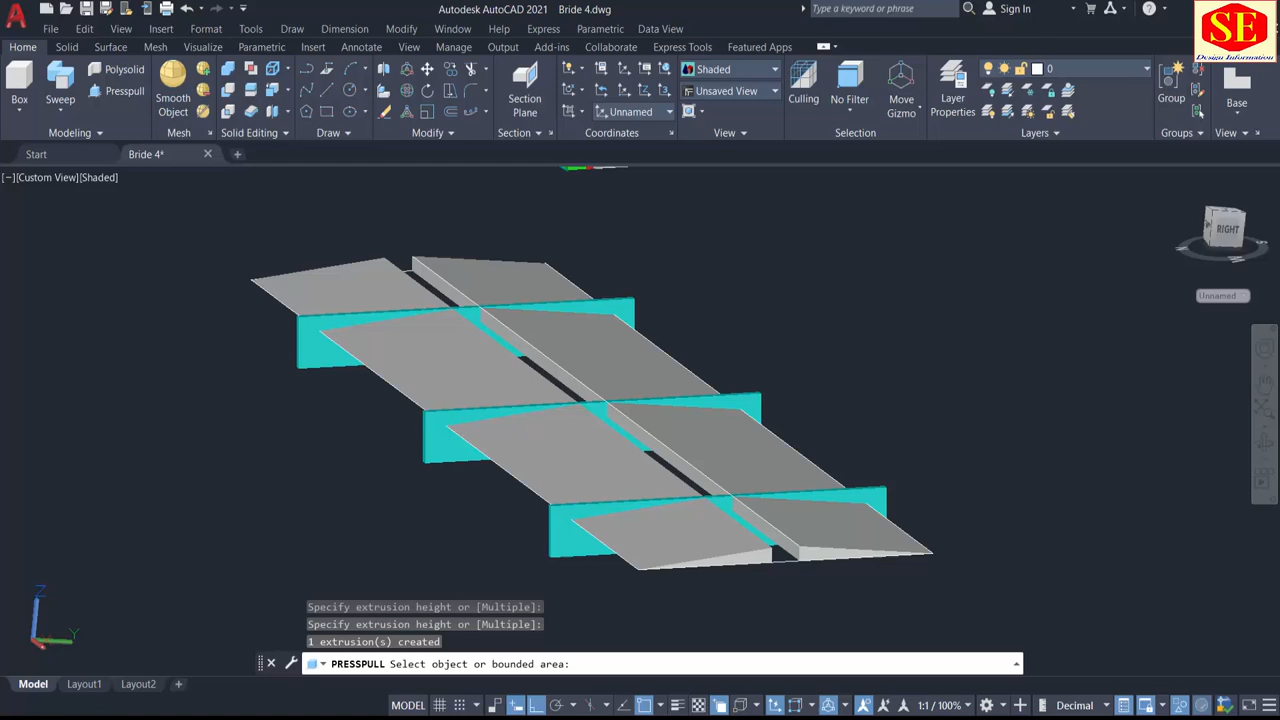 Autodesk AutoCAD 2021 Bride 4.dwg
Type a keyword or phrase
Sign In
SE
Design Information
File Edit View Insert Format Tools Draw Dimension Modify Window Help Express Parametric Data View
Home Solid Surface Mesh Visualize Parametric Insert Annotate View Manage Output Add-ins Collaborate Express Tools Featured Apps
Box
Sweep
Polysolid
Presspull
Smooth
Object
Section
Plane
Shaded
Unsaved View
Unnamed
Culling
No Filter
Move
Gizmo
Layer
Properties
0
Group
Base
Modeling Mesh Solid Editing Draw Modify Section Coordinates View Selection Layers Groups View
Start Bride 4*
[−][Custom View][Shaded]
RIGHT
Unnamed
Z
Y
Specify extrusion height or [Multiple]:
Specify extrusion height or [Multiple]:
1 extrusion(s) created
PRESSPULL Select object or bounded area:
Model Layout1 Layout2
MODEL 1:1 / 100% Decimal